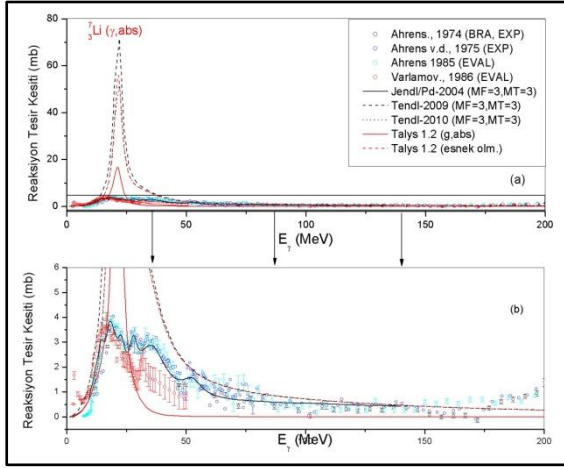 ⁷₃Li (γ,abs)
Ahrens., 1974 (BRA, EXP)
Ahrens v.d., 1975 (EXP)
Ahrens 1985 (EVAL)
Varlamov., 1986 (EVAL)
Jendl/Pd-2004 (MF=3,MT=3)
Tendl-2009 (MF=3,MT=3)
Tendl-2010 (MF=3,MT=3)
Talys 1.2 (g,abs)
Talys 1.2 (esnek olm.)
Reaksiyon Tesir Kesiti (mb)
80
60
40
20
0
(a)
0 50 100 150 200
E_γ (MeV)
Reaksiyon Tesir Kesiti (mb)
6
5
4
3
2
1
0
(b)
0 50 100 150 200
E_γ (MeV)